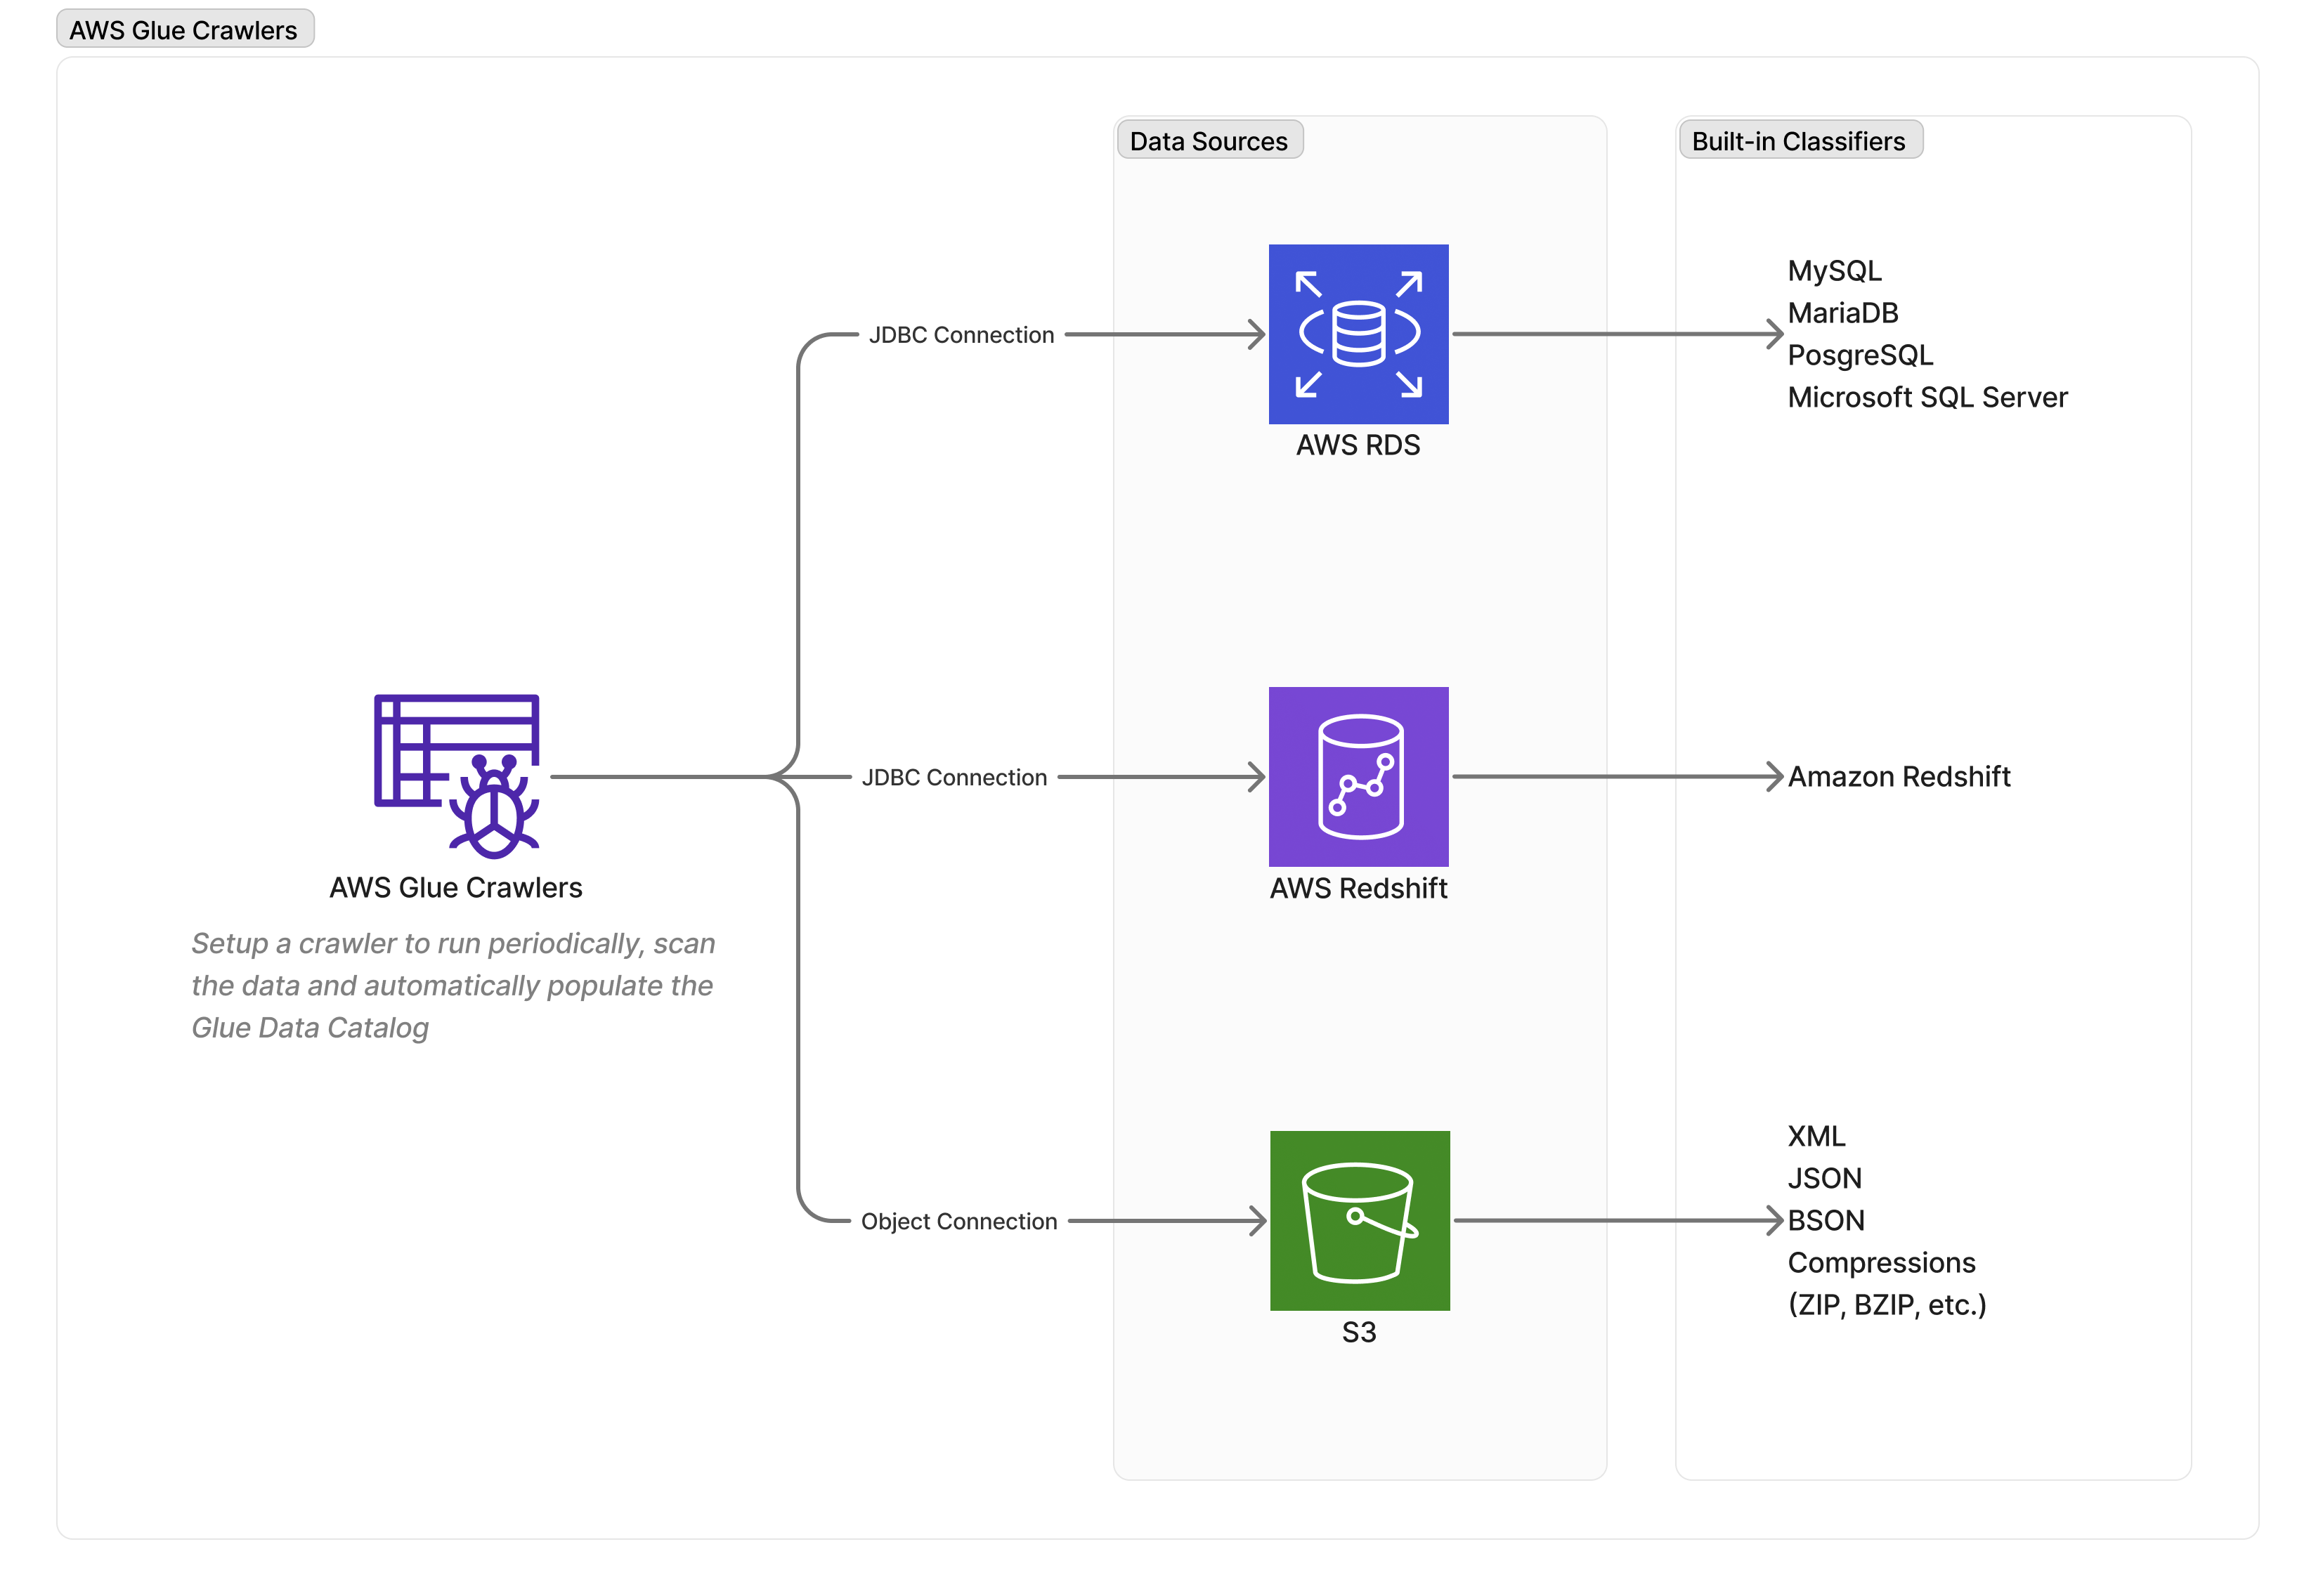 AWS Glue Crawlers
Data Sources
Built-in Classifiers
JDBC Connection
AWS RDS
MySQL
MariaDB
PosgreSQL
Microsoft SQL Server
AWS Glue Crawlers
Setup a crawler to run periodically, scan
the data and automatically populate the
Glue Data Catalog
JDBC Connection
AWS Redshift
Amazon Redshift
Object Connection
S3
XML
JSON
BSON
Compressions
(ZIP, BZIP, etc.)